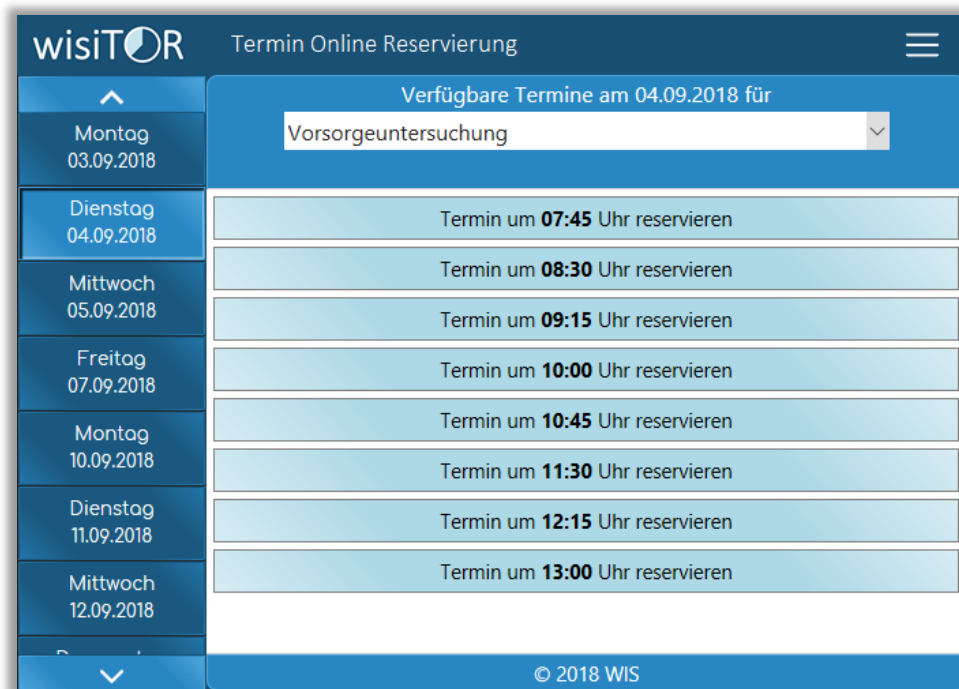 wisiTOR
Termin Online Reservierung
Montag
03.09.2018
Dienstag
04.09.2018
Mittwoch
05.09.2018
Freitag
07.09.2018
Montag
10.09.2018
Dienstag
11.09.2018
Mittwoch
12.09.2018
Verfügbare Termine am 04.09.2018 für
Vorsorgeuntersuchung
Termin um 07:45 Uhr reservieren
Termin um 08:30 Uhr reservieren
Termin um 09:15 Uhr reservieren
Termin um 10:00 Uhr reservieren
Termin um 10:45 Uhr reservieren
Termin um 11:30 Uhr reservieren
Termin um 12:15 Uhr reservieren
Termin um 13:00 Uhr reservieren
© 2018 WIS